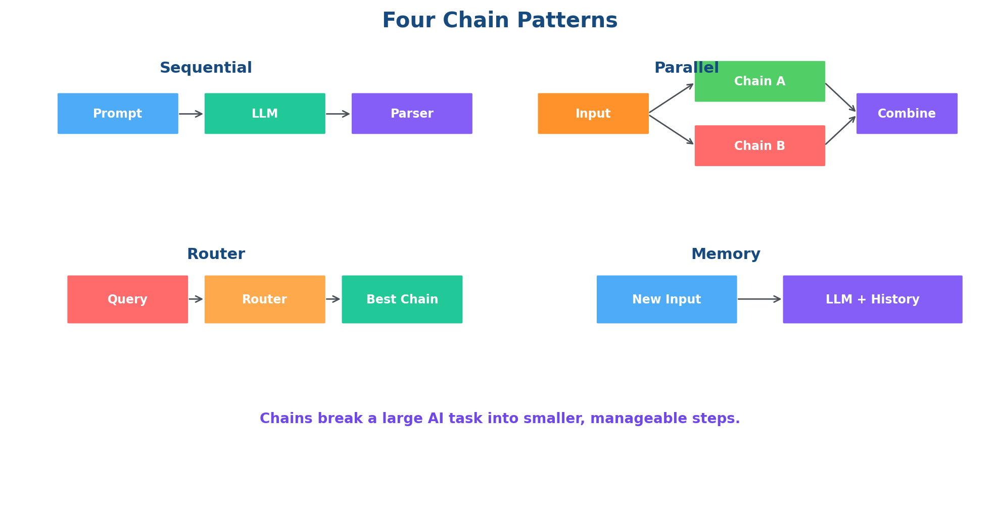 Four Chain Patterns
Sequential
Prompt
LLM
Parser
Parallel
Input
Chain A
Chain B
Combine
Router
Query
Router
Best Chain
Memory
New Input
LLM + History
Chains break a large AI task into smaller, manageable steps.